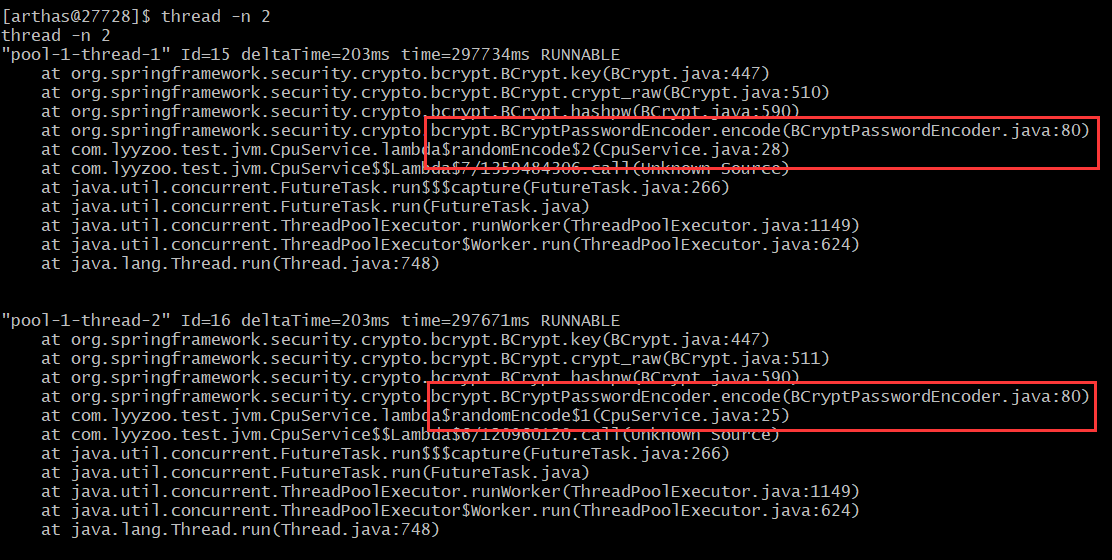 [arthas@27728]$ thread -n 2
thread -n 2
"pool-1-thread-1" Id=15 deltaTime=203ms time=297734ms RUNNABLE
    at org.springframework.security.crypto.bcrypt.BCrypt.key(BCrypt.java:447)
    at org.springframework.security.crypto.bcrypt.BCrypt.crypt_raw(BCrypt.java:510)
    at org.springframework.security.crypto.bcrypt.BCrypt.hashpw(BCrypt.java:590)
    at org.springframework.security.crypto.bcrypt.BCryptPasswordEncoder.encode(BCryptPasswordEncoder.java:80)
    at com.lyyzoo.test.jvm.CpuService.lambda$randomEncode$2(CpuService.java:28)
    at com.lyyzoo.test.jvm.CpuService$$Lambda$7/1359484306.call(Unknown Source)
    at java.util.concurrent.FutureTask.run$$$capture(FutureTask.java:266)
    at java.util.concurrent.FutureTask.run(FutureTask.java)
    at java.util.concurrent.ThreadPoolExecutor.runWorker(ThreadPoolExecutor.java:1149)
    at java.util.concurrent.ThreadPoolExecutor$Worker.run(ThreadPoolExecutor.java:624)
    at java.lang.Thread.run(Thread.java:748)
"pool-1-thread-2" Id=16 deltaTime=203ms time=297671ms RUNNABLE
    at org.springframework.security.crypto.bcrypt.BCrypt.key(BCrypt.java:447)
    at org.springframework.security.crypto.bcrypt.BCrypt.crypt_raw(BCrypt.java:511)
    at org.springframework.security.crypto.bcrypt.BCrypt.hashpw(BCrypt.java:590)
    at org.springframework.security.crypto.bcrypt.BCryptPasswordEncoder.encode(BCryptPasswordEncoder.java:80)
    at com.lyyzoo.test.jvm.CpuService.lambda$randomEncode$1(CpuService.java:25)
    at com.lyyzoo.test.jvm.CpuService$$Lambda$6/120960120.call(Unknown Source)
    at java.util.concurrent.FutureTask.run$$$capture(FutureTask.java:266)
    at java.util.concurrent.FutureTask.run(FutureTask.java)
    at java.util.concurrent.ThreadPoolExecutor.runWorker(ThreadPoolExecutor.java:1149)
    at java.util.concurrent.ThreadPoolExecutor$Worker.run(ThreadPoolExecutor.java:624)
    at java.lang.Thread.run(Thread.java:748)